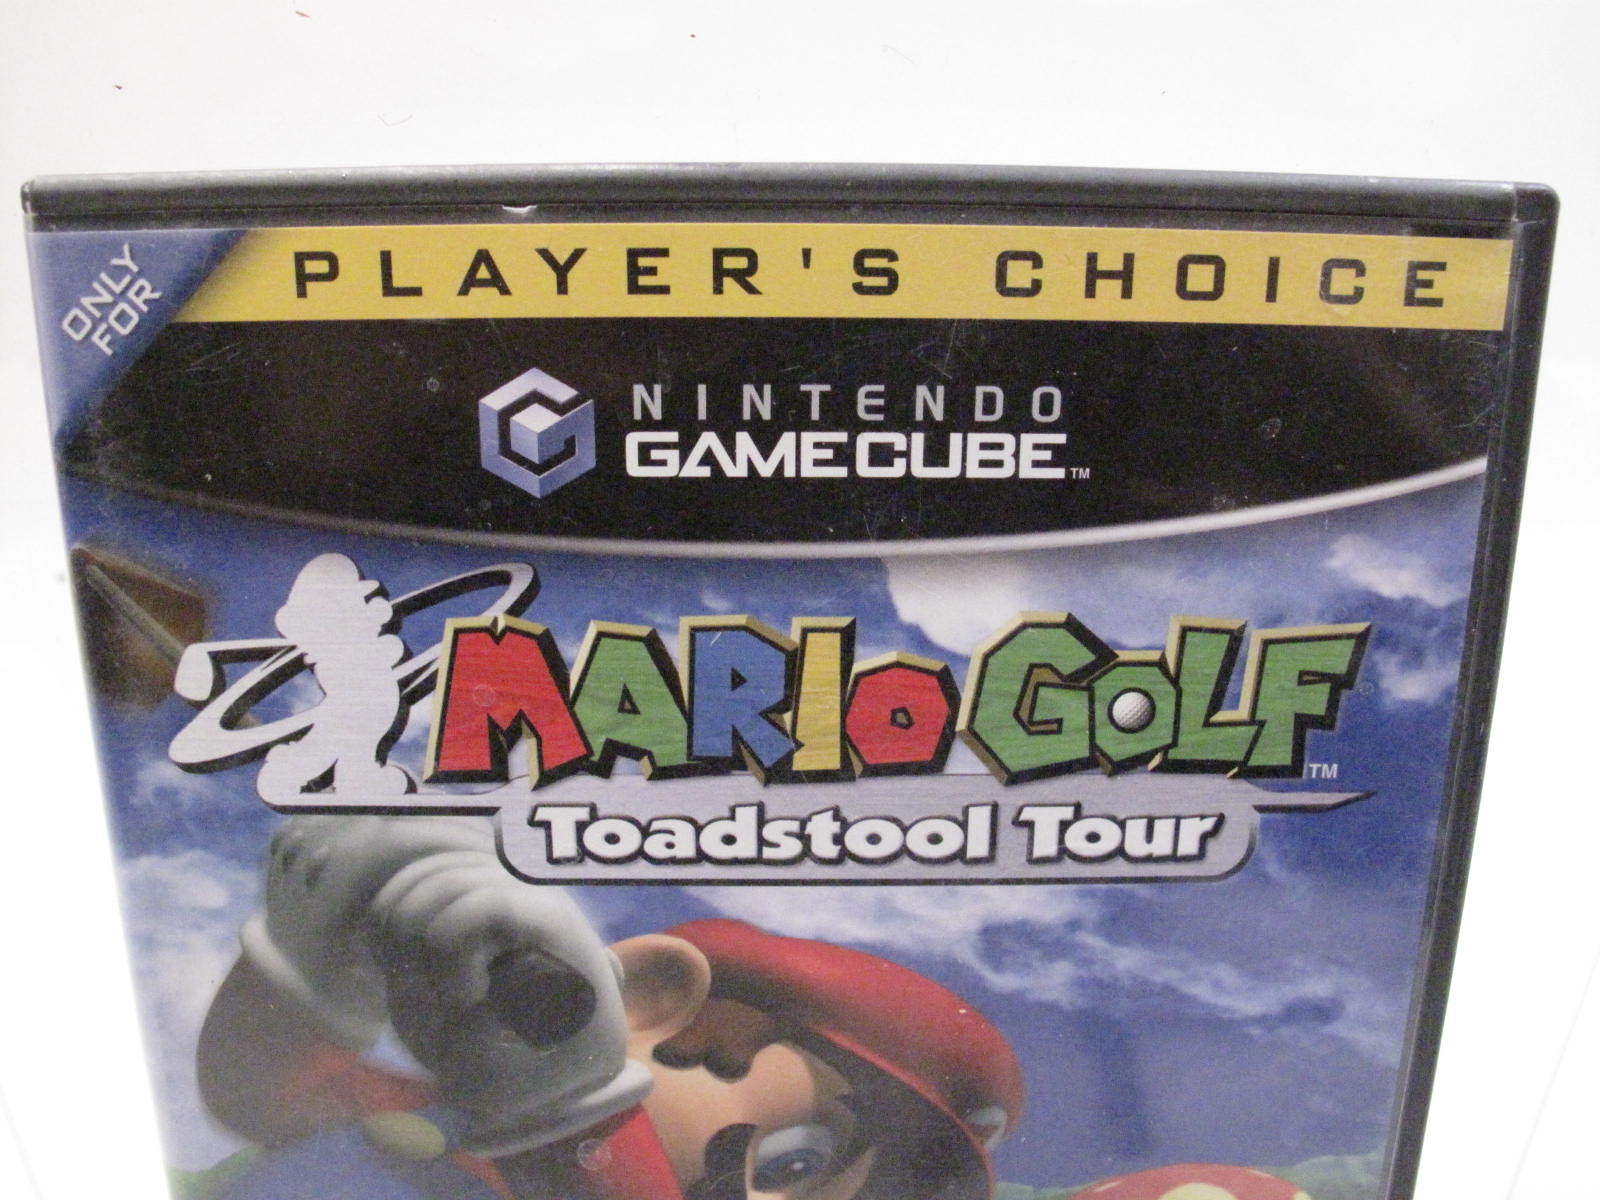 PLAYER'S CHOICE
ONLY
FOR
NINTENDO
GAMECUBE™
MARIO GOLF™
Toadstool Tour